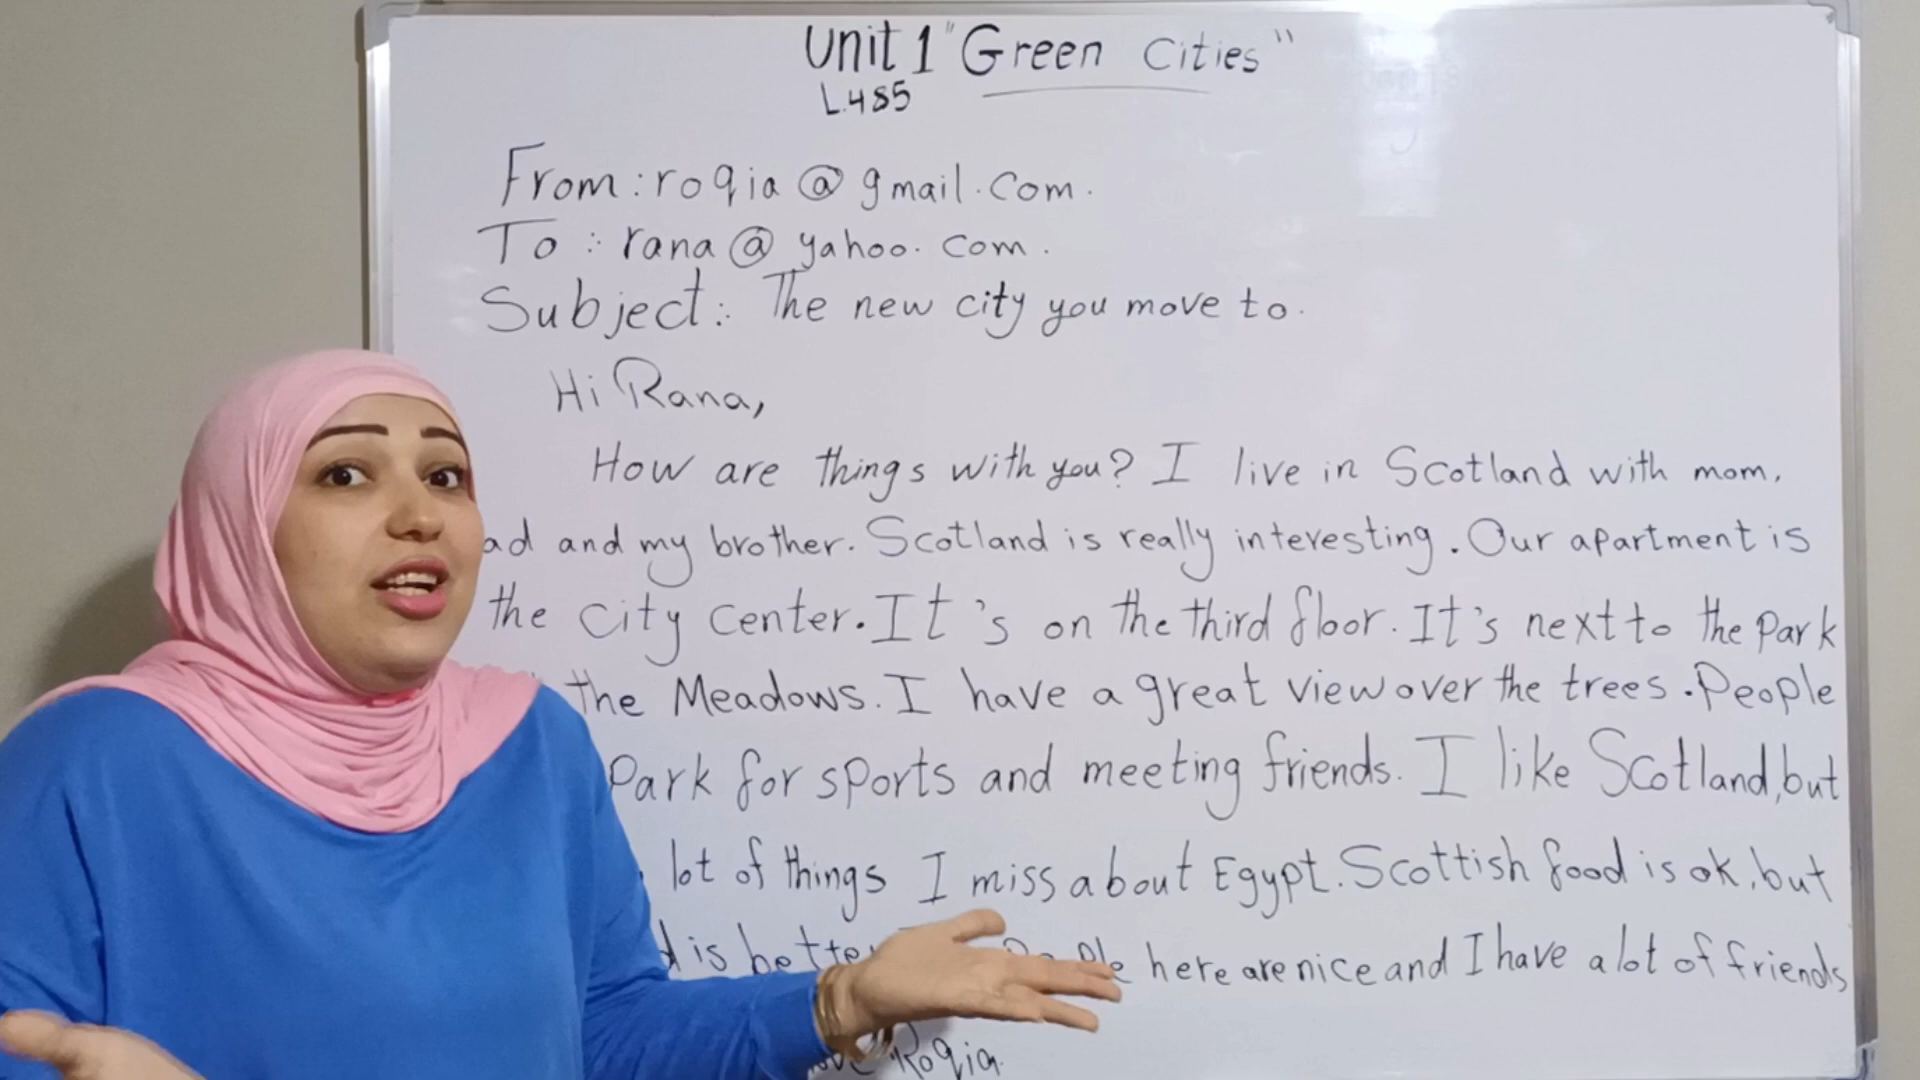 Unit 1 "Green Cities"
L.4&5
From: roqia@gmail.com.
To: rana@yahoo.com.
Subject: The new city you move to.
Hi Rana,
How are things with you? I live in Scotland with mom,
and my brother. Scotland is really interesting. Our apartment is
the city center. It's on the third floor. It's next to the park
the Meadows. I have a great view over the trees. People
park for sports and meeting friends. I like Scotland, but
lot of things I miss about Egypt. Scottish food is ok, but
is better here are nice and I have a lot of friends
Roqia.